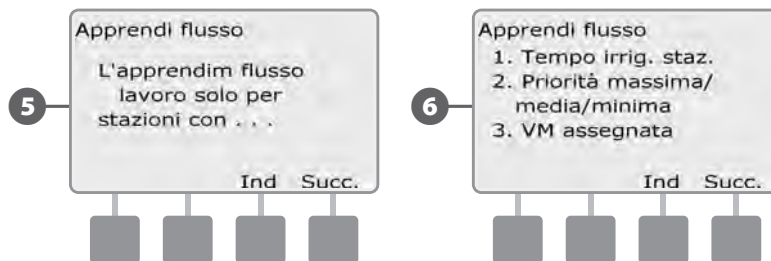 5
Apprendi flusso
L'apprendim flusso
lavoro solo per
stazioni con . . .
Ind Succ.
6
Apprendi flusso
1. Tempo irrig. staz.
2. Priorità massima/
media/minima
3. VM assegnata
Ind Succ.